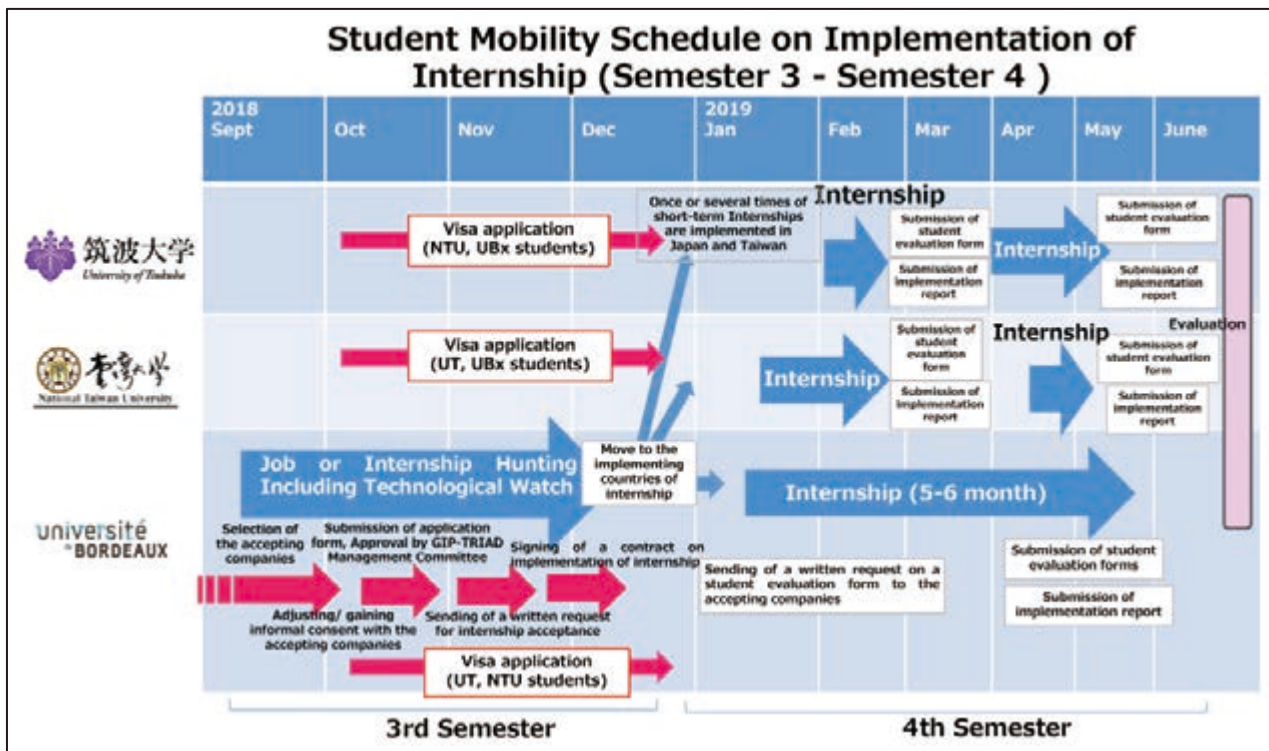 Student Mobility Schedule on Implementation of
Internship (Semester 3 - Semester 4 )
2018
Sept
Oct
Nov
Dec
2019
Jan
Feb
Mar
Apr
May
June
筑波大学
University of Tsukuba
Visa application
(NTU, UBx students)
Once or several times of
short-term Internships
are implemented in
Japan and Taiwan
Internship
Submission of
student
evaluation form
Submission of
implementation
report
Internship
Submission of
student evaluation
form
Submission of
implementation
report
Evaluation
臺灣大學
National Taiwan University
Visa application
(UT, UBx students)
Internship
Submission of
student
evaluation
form
Submission of
implementation
report
Internship
Submission of
student evaluation
form
Submission of
implementation
report
université
de BORDEAUX
Job or Internship Hunting
Including Technological Watch
Move to the
implementing
countries of
internship
Internship (5-6 month)
Selection of
the accepting
companies
Submission of application
form, Approval by GIP-TRIAD
Management Committee
Signing of a contract on
implementation of internship
Adjusting/ gaining
informal consent with the
accepting companies
Sending of a written request
for internship acceptance
Sending of a written request on
a student evaluation form to the
accepting companies
Submission of student
evaluation forms
Submission of
implementation report
Visa application
(UT, NTU students)
3rd Semester
4th Semester